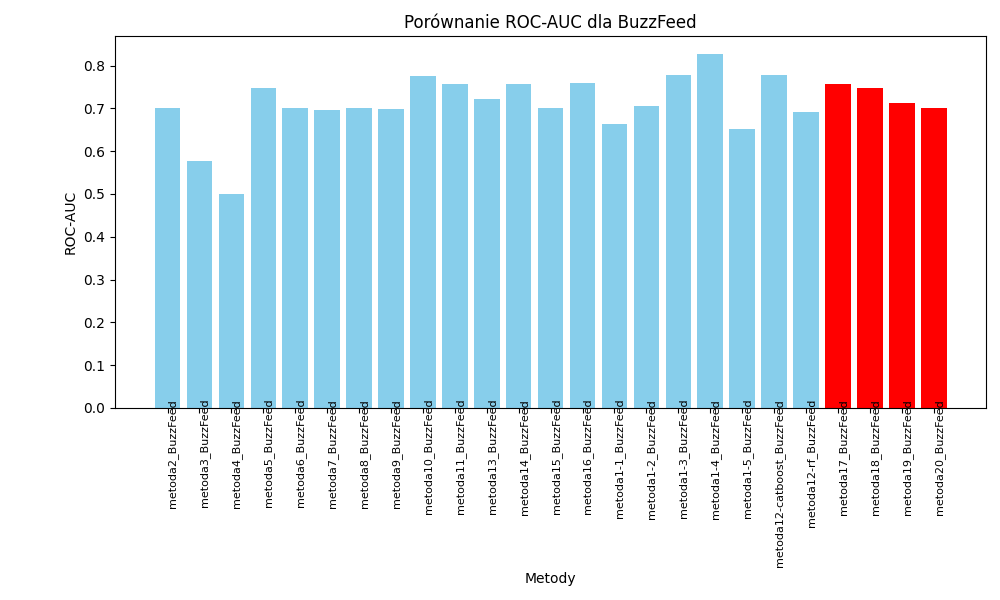 Porównanie ROC-AUC dla BuzzFeed
ROC-AUC
0.8
0.7
0.6
0.5
0.4
0.3
0.2
0.1
0.0
metoda2_BuzzFeed
metoda3_BuzzFeed
metoda4_BuzzFeed
metoda5_BuzzFeed
metoda6_BuzzFeed
metoda7_BuzzFeed
metoda8_BuzzFeed
metoda9_BuzzFeed
metoda10_BuzzFeed
metoda11_BuzzFeed
metoda13_BuzzFeed
metoda14_BuzzFeed
metoda15_BuzzFeed
metoda16_BuzzFeed
metoda1-1_BuzzFeed
metoda1-2_BuzzFeed
metoda1-3_BuzzFeed
metoda1-4_BuzzFeed
metoda1-5_BuzzFeed
metoda12-catboost_BuzzFeed
metoda12-rf_BuzzFeed
metoda17_BuzzFeed
metoda18_BuzzFeed
metoda19_BuzzFeed
metoda20_BuzzFeed
Metody